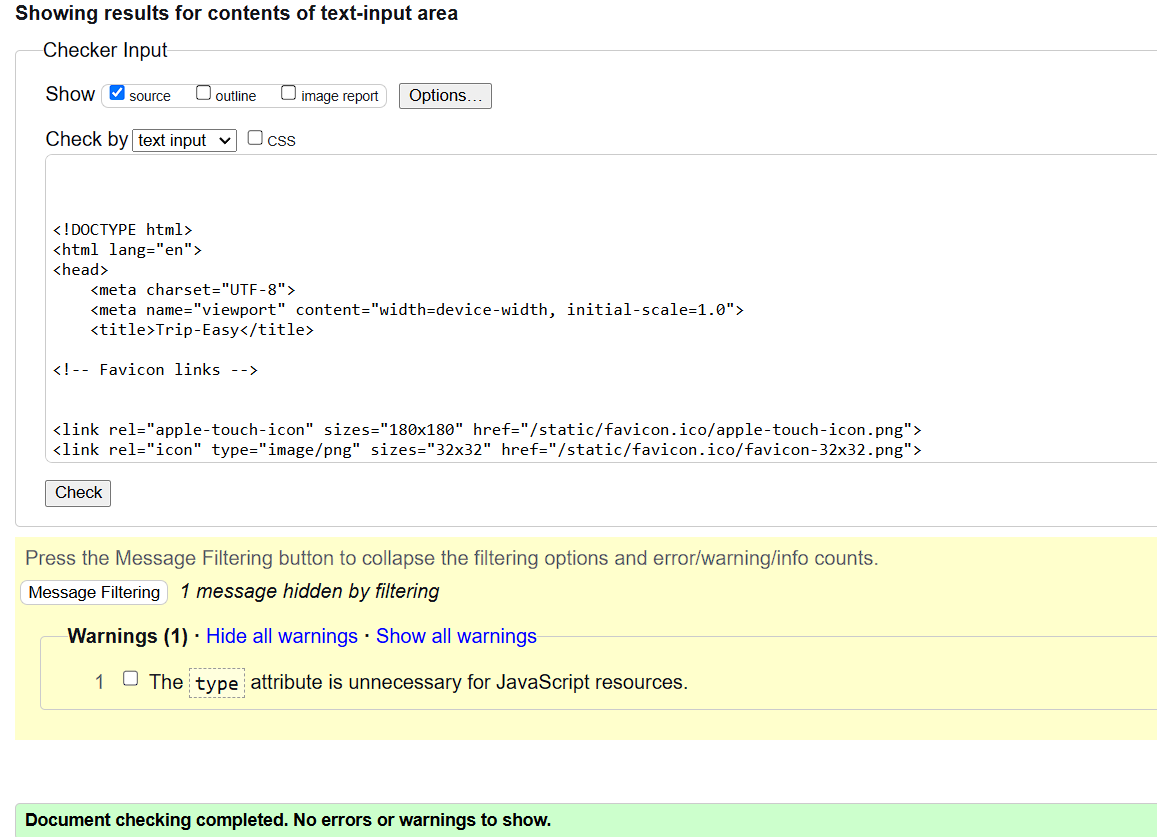 Showing results for contents of text-input area
Checker Input
Show source outline image report Options...
Check by text input CSS
<!DOCTYPE html>
<html lang="en">
<head>
    <meta charset="UTF-8">
    <meta name="viewport" content="width=device-width, initial-scale=1.0">
    <title>Trip-Easy</title>
<!-- Favicon links -->
<link rel="apple-touch-icon" sizes="180x180" href="/static/favicon.ico/apple-touch-icon.png">
<link rel="icon" type="image/png" sizes="32x32" href="/static/favicon.ico/favicon-32x32.png">
Check
Press the Message Filtering button to collapse the filtering options and error/warning/info counts.
Message Filtering 1 message hidden by filtering
Warnings (1) · Hide all warnings · Show all warnings
1 The type attribute is unnecessary for JavaScript resources.
Document checking completed. No errors or warnings to show.